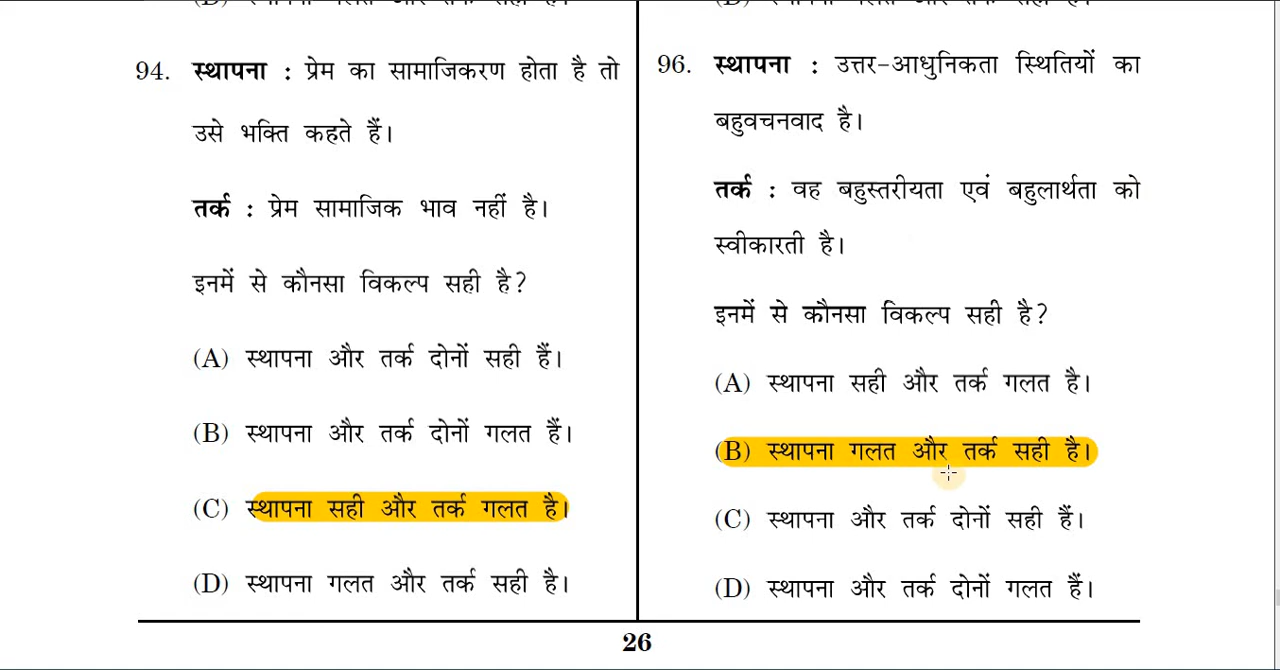 94. स्थापना : प्रेम का सामाजिकरण होता है तो
उसे भक्ति कहते हैं।
तर्क : प्रेम सामाजिक भाव नहीं है।
इनमें से कौनसा विकल्प सही है?
(A) स्थापना और तर्क दोनों सही हैं।
(B) स्थापना और तर्क दोनों गलत हैं।
(C) स्थापना सही और तर्क गलत है।
(D) स्थापना गलत और तर्क सही है।
96. स्थापना : उत्तर-आधुनिकता स्थितियों का
बहुवचनवाद है।
तर्क : वह बहुस्तरीयता एवं बहुलार्थता को
स्वीकारती है।
इनमें से कौनसा विकल्प सही है?
(A) स्थापना सही और तर्क गलत है।
(B) स्थापना गलत और तर्क सही है।
(C) स्थापना और तर्क दोनों सही हैं।
(D) स्थापना और तर्क दोनों गलत हैं।
26